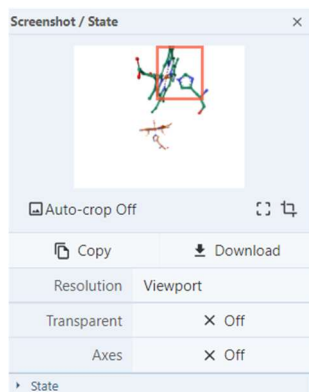 Screenshot / State
Auto-crop Off
Copy
Download
Resolution Viewport
Transparent Off
Axes Off
State